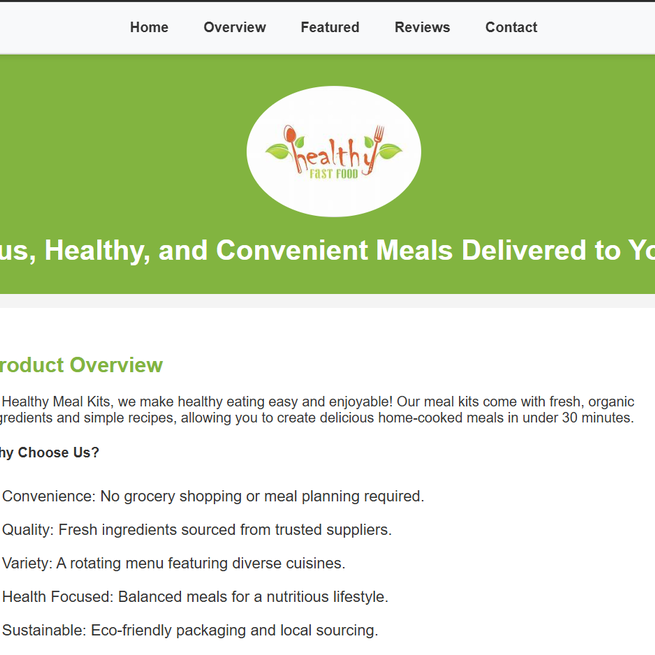 Home Overview Featured Reviews Contact
healthy
FAST FOOD
us, Healthy, and Convenient Meals Delivered to Yo
roduct Overview
Healthy Meal Kits, we make healthy eating easy and enjoyable! Our meal kits come with fresh, organic
gredients and simple recipes, allowing you to create delicious home-cooked meals in under 30 minutes.
hy Choose Us?
Convenience: No grocery shopping or meal planning required.
Quality: Fresh ingredients sourced from trusted suppliers.
Variety: A rotating menu featuring diverse cuisines.
Health Focused: Balanced meals for a nutritious lifestyle.
Sustainable: Eco-friendly packaging and local sourcing.